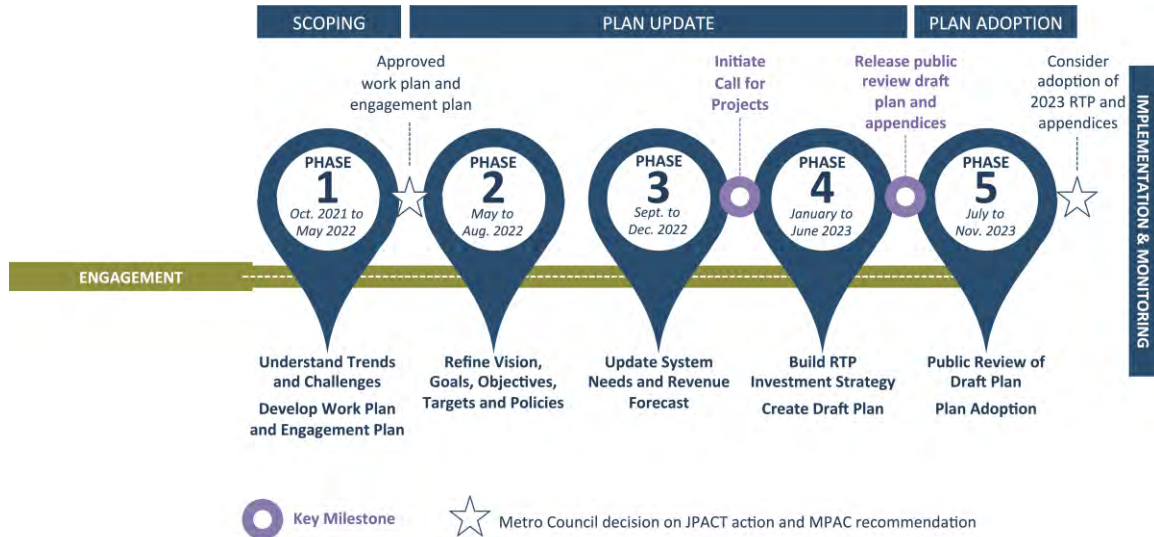 SCOPING
PLAN UPDATE
PLAN ADOPTION
Approved
work plan and
engagement plan
Initiate
Call for
Projects
Release public
review draft
plan and
appendices
Consider
adoption of
2023 RTP and
appendices
IMPLEMENTATION & MONITORING
PHASE
1
Oct. 2021 to
May 2022
PHASE
2
May to
Aug. 2022
PHASE
3
Sept. to
Dec. 2022
PHASE
4
January to
June 2023
PHASE
5
July to
Nov. 2023
ENGAGEMENT
Understand Trends
and Challenges
Develop Work Plan
and Engagement Plan
Refine Vision,
Goals, Objectives,
Targets and Policies
Update System
Needs and Revenue
Forecast
Build RTP
Investment Strategy
Create Draft Plan
Public Review of
Draft Plan
Plan Adoption
Key Milestone
Metro Council decision on JPACT action and MPAC recommendation